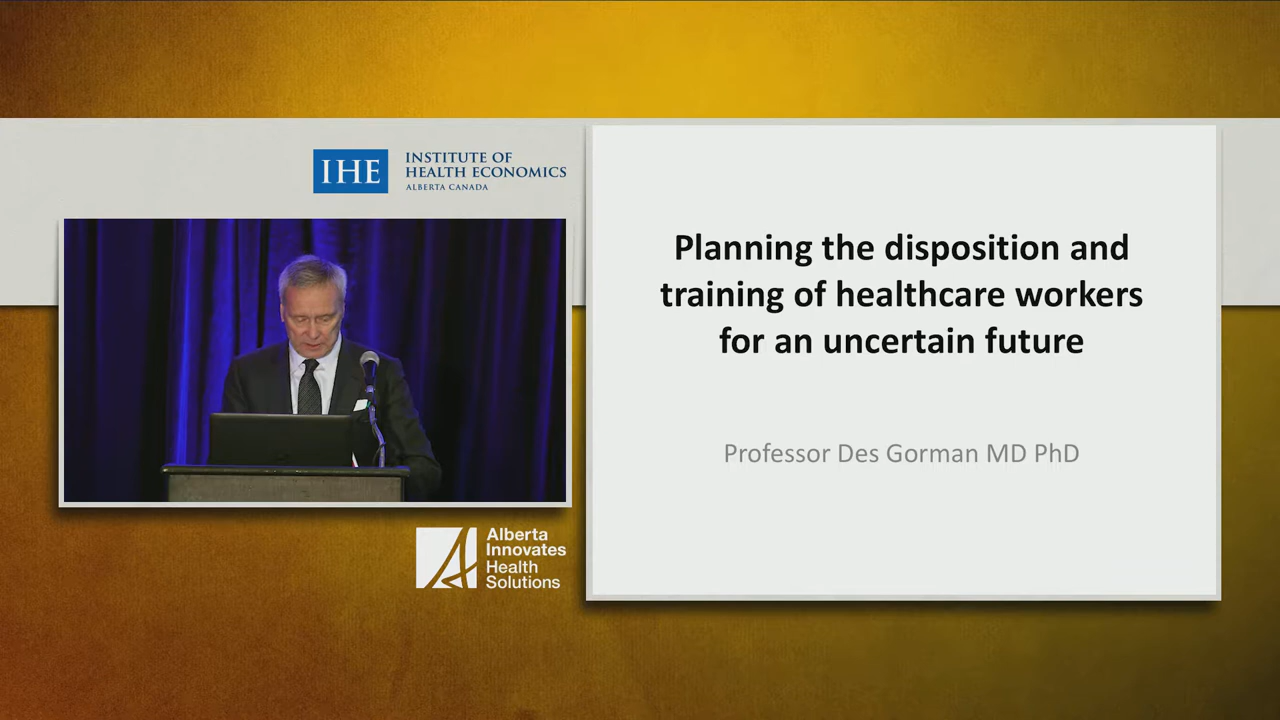 IHE
INSTITUTE OF
HEALTH ECONOMICS
ALBERTA CANADA
Planning the disposition and
training of healthcare workers
for an uncertain future
Professor Des Gorman MD PhD
Alberta
Innovates
Health
Solutions